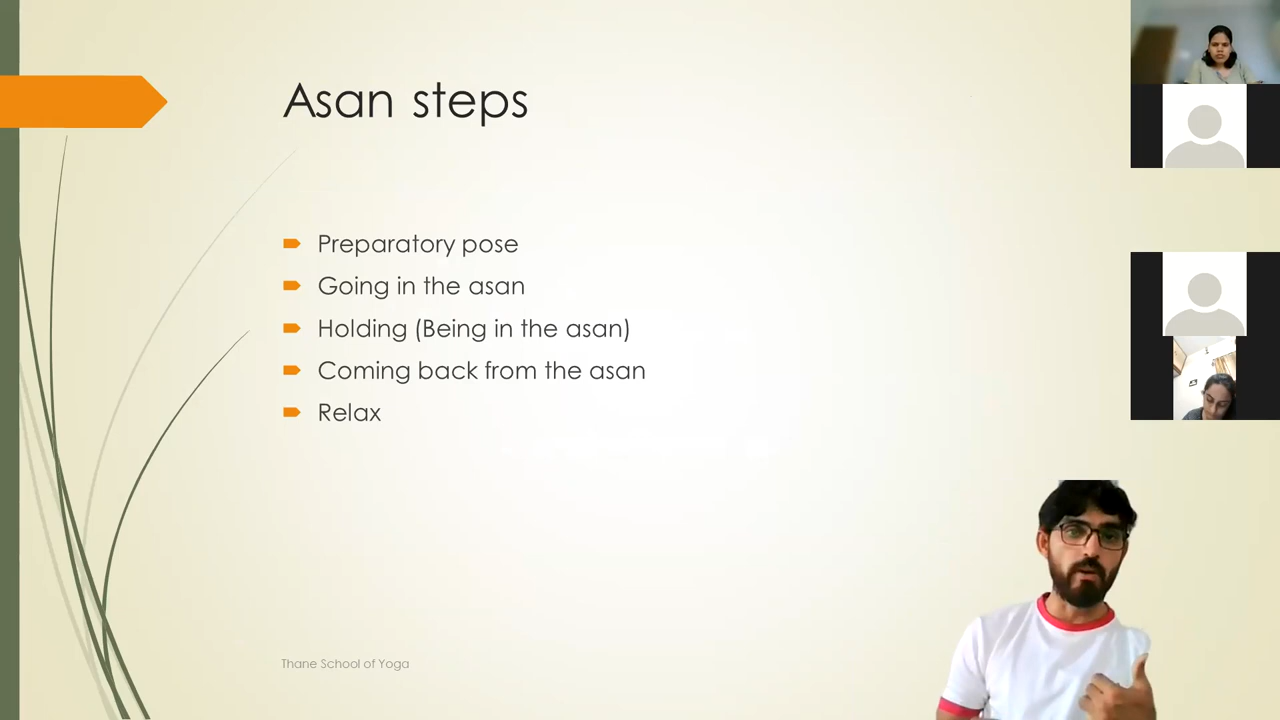 Asan steps
Preparatory pose
Going in the asan
Holding (Being in the asan)
Coming back from the asan
Relax
Thane School of Yoga